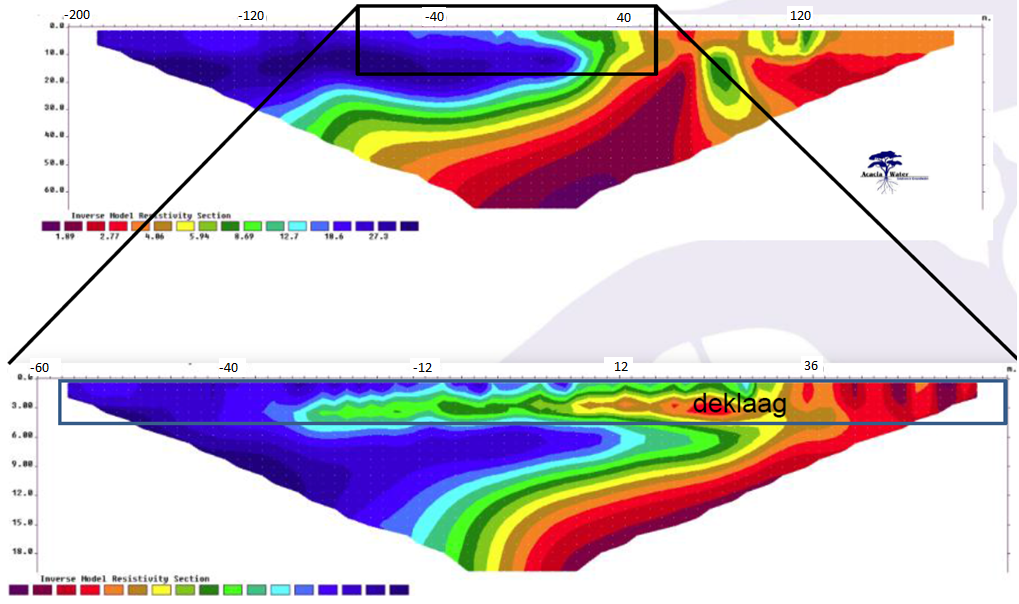 -200 -120 -40 40 120 m.
0.0
10.0
20.0
30.0
40.0
50.0
60.0
Acacia Water
Inverse Model Resistivity Section
1.89 2.77 4.06 5.94 8.69 12.7 18.6 27.3
-60 -40 -12 12 36 m.
3.00
deklaag
6.00
9.00
12.0
15.0
18.0
Inverse Model Resistivity Section